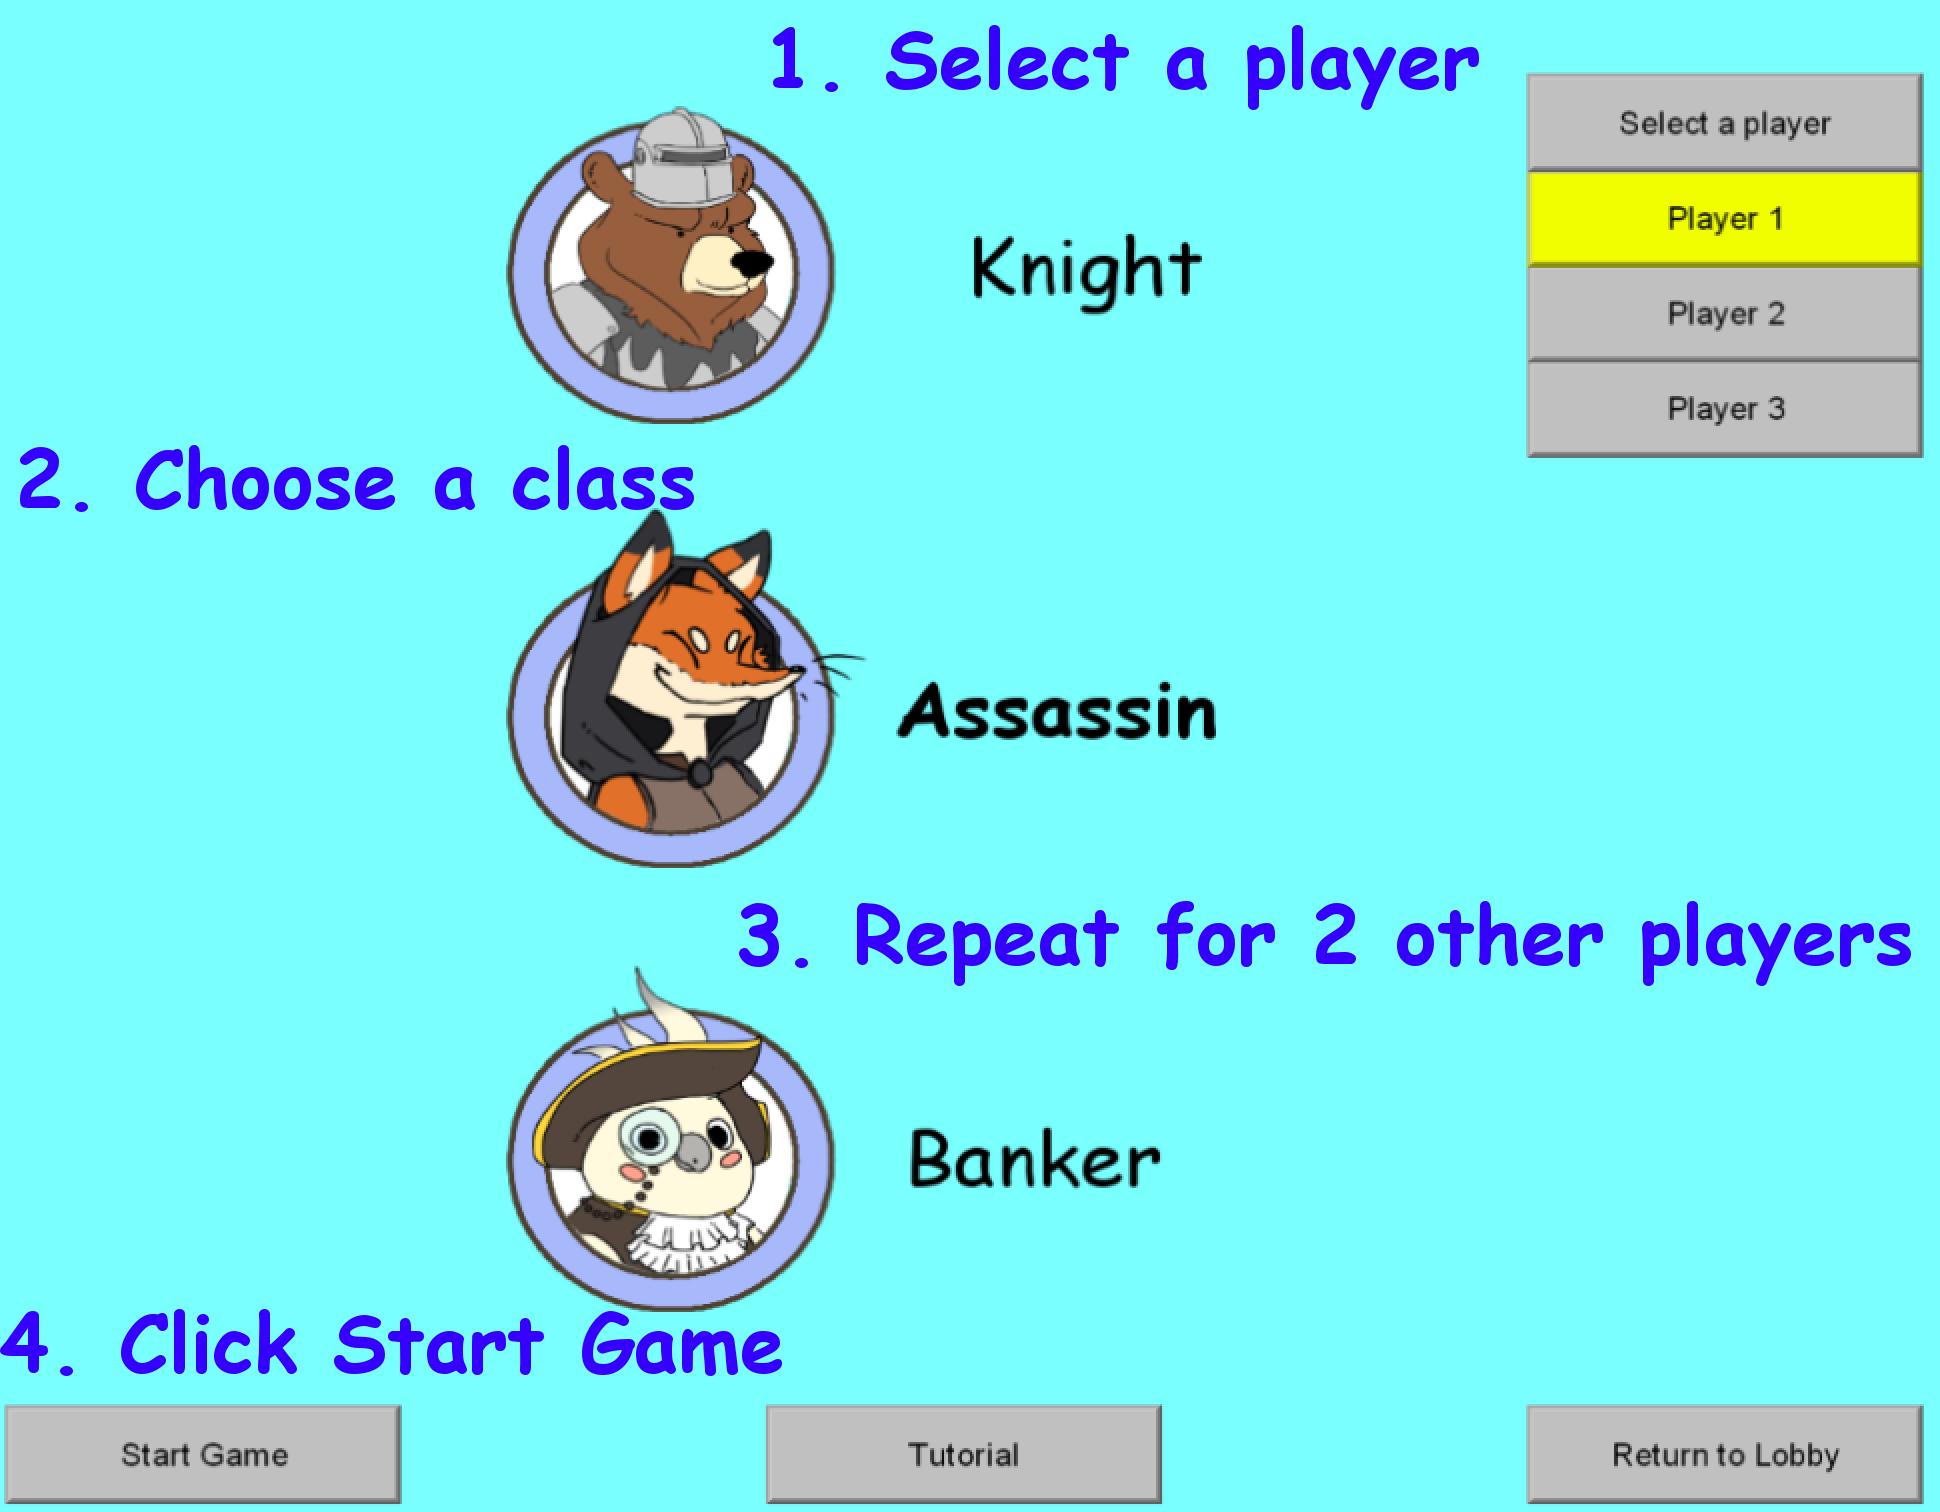 1. Select a player
Select a player
Player 1
Knight
Player 2
Player 3
2. Choose a class
Assassin
3. Repeat for 2 other players
Banker
4. Click Start Game
Start Game
Tutorial
Return to Lobby